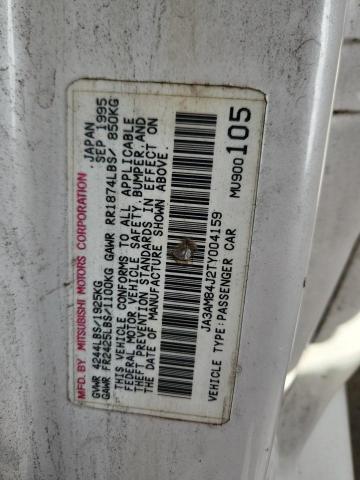 MFD. BY MITSUBISHI MOTORS CORPORATION JAPAN
GVWR 4244LBS/1925KG SEP 1995
GAWR FR2425LBS/1100KG GAWR RR1874LBS/ 850KG
THIS VEHICLE CONFORMS TO ALL APPLICABLE
FEDERAL MOTOR VEHICLE SAFETY, BUMPER, AND
THEFT PREVENTION STANDARDS IN EFFECT ON
THE DATE OF MANUFACTURE SHOWN ABOVE.
JA3AM84J2TY004159
VEHICLE TYPE: PASSENGER CAR
MU900105